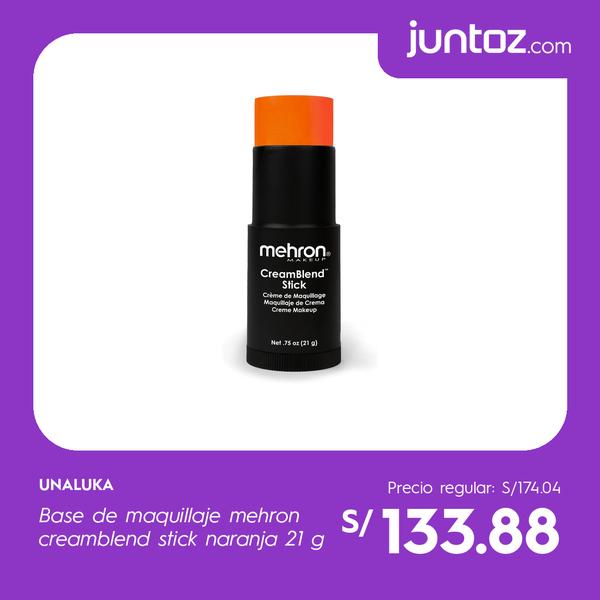 juntoz.com
mehron®
MAKEUP
CreamBlend™
Stick
Crème de Maquillage
Maquillaje de Crema
Creme Makeup
Net .75 oz (21 g)
UNALUKA
Base de maquillaje mehron
creamblend stick naranja 21 g
Precio regular: S/174.04
S/133.88